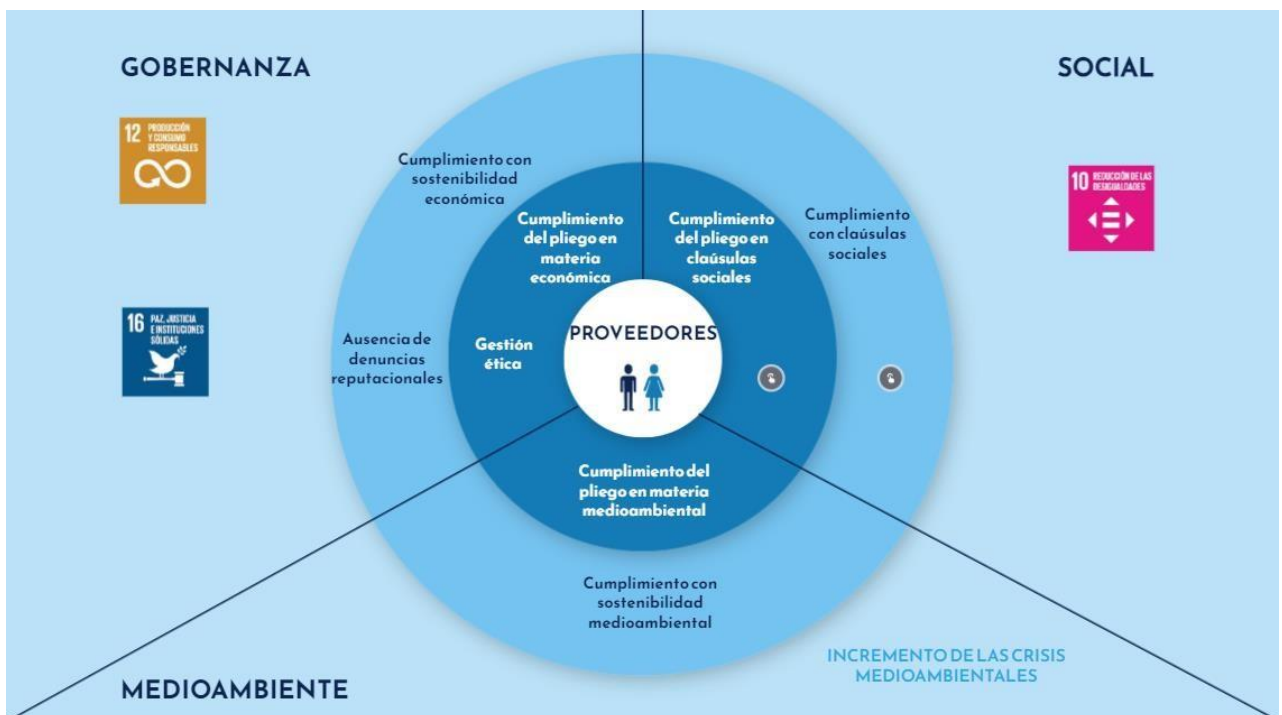 GOBERNANZA
SOCIAL
12 PRODUCCIÓN
Y CONSUMO
RESPONSABLES
10 REDUCCIÓN DE LAS
DESIGUALDADES
Cumplimiento con
sostenibilidad
económica
Cumplimiento
del pliego en
materia
económica
Cumplimiento
del pliego en
claúsulas
sociales
Cumplimiento
con claúsulas
sociales
16 PAZ, JUSTICIA
E INSTITUCIONES
SÓLIDAS
Ausencia de
denuncias
reputacionales
Gestión
ética
PROVEEDORES
Cumplimiento del
pliego en materia
medioambiental
Cumplimiento con
sostenibilidad
medioambiental
INCREMENTO DE LAS CRISIS
MEDIOAMBIENTALES
MEDIOAMBIENTE